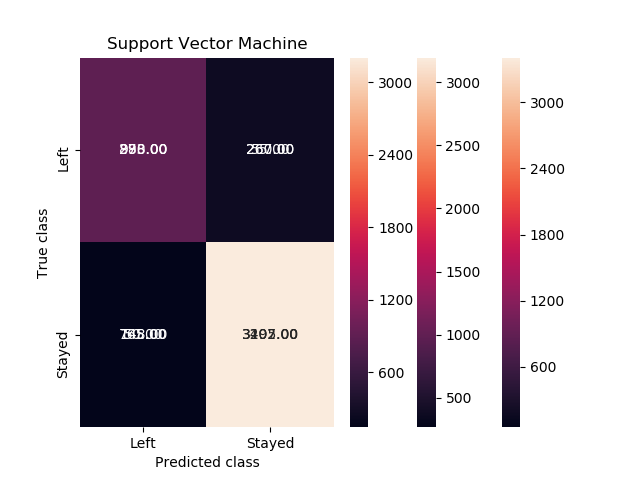 Support Vector Machine
Left
Stayed
True class
Left
Stayed
Predicted class
3000
2400
1800
1200
600
3000
2500
2000
1500
1000
500
3000
2400
1800
1200
600